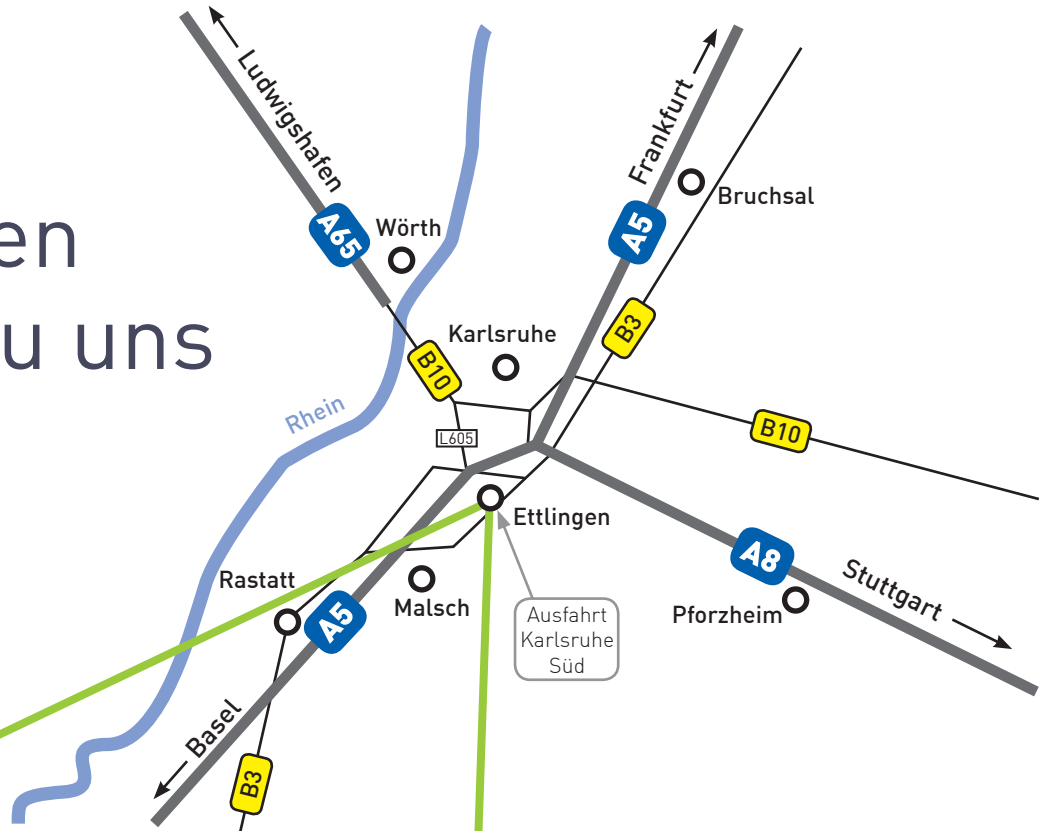 Ludwigshafen
Frankfurt
Bruchsal
A65
Wörth
A5
en
u uns
B3
Karlsruhe
B10
Rhein
L605
B10
Ettlingen
A8
Rastatt
Malsch
Stuttgart
Pforzheim
A5
Ausfahrt
Karlsruhe
Süd
Basel
B3